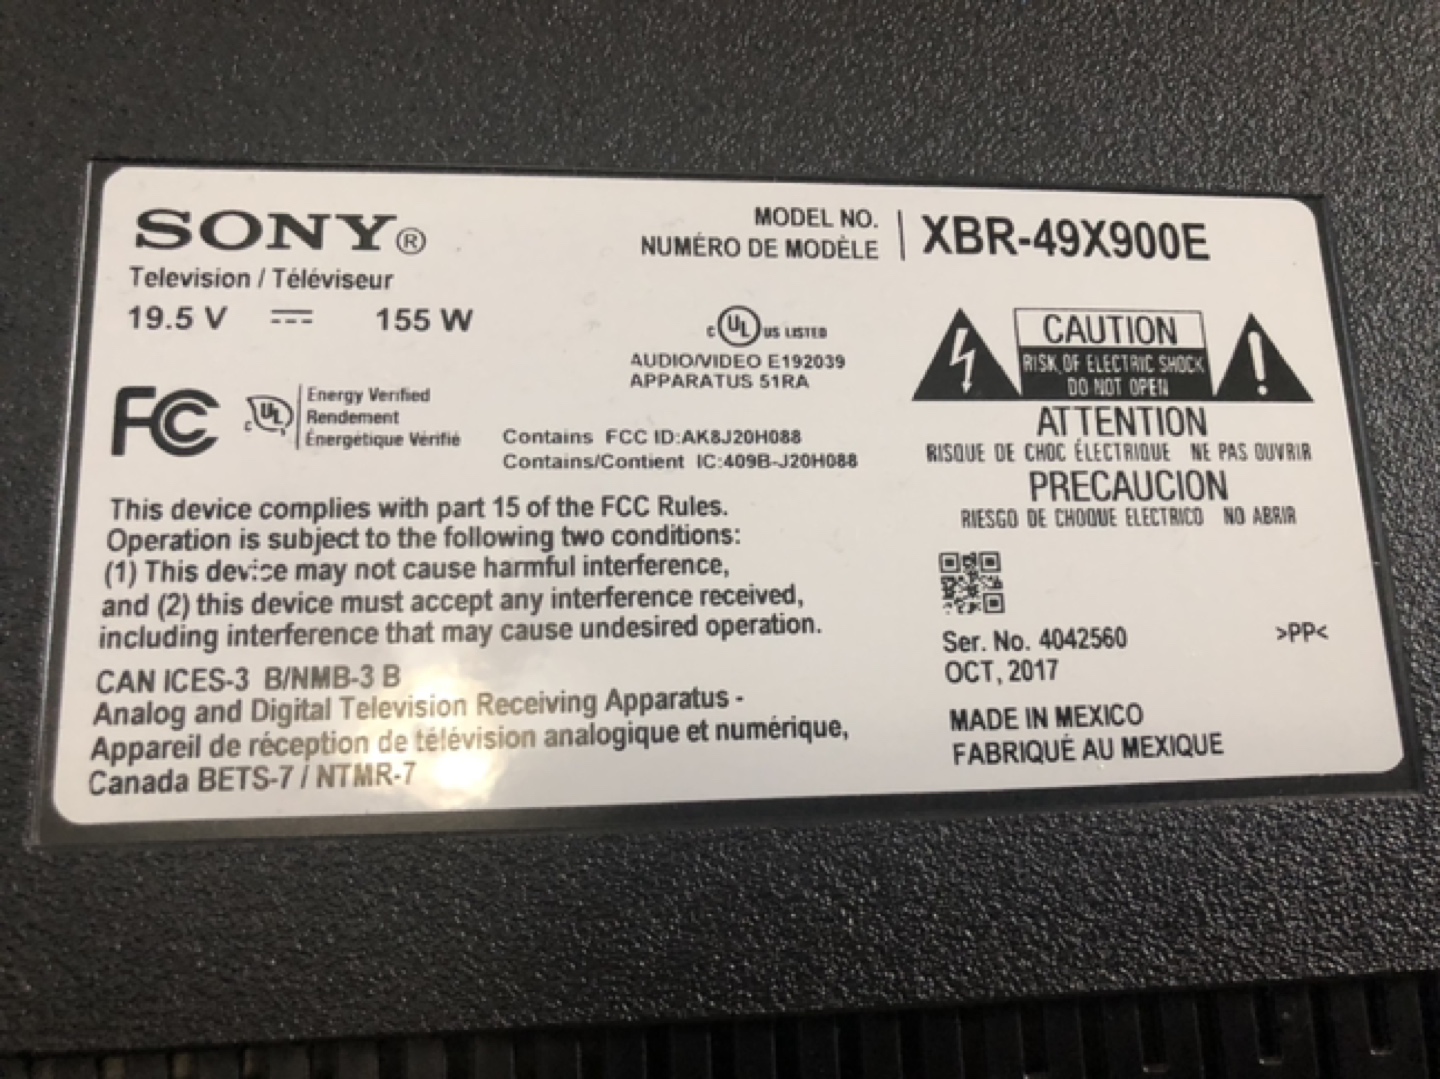 SONY®
Television / Téléviseur
19.5 V ⎓ 155 W
MODEL NO.
NUMÉRO DE MODÈLE
XBR-49X900E
c UL US LISTED
AUDIO/VIDEO E192039
APPARATUS 51RA
CAUTION
RISK OF ELECTRIC SHOCK
DO NOT OPEN
ATTENTION
RISQUE DE CHOC ÉLECTRIQUE NE PAS OUVRIR
PRECAUCION
RIESGO DE CHOQUE ELECTRICO NO ABRIR
FC
c UL
Energy Verified
Rendement
Énergétique Vérifié
Contains FCC ID:AK8J20H088
Contains/Contient IC:409B-J20H088
This device complies with part 15 of the FCC Rules.
Operation is subject to the following two conditions:
(1) This device may not cause harmful interference,
and (2) this device must accept any interference received,
including interference that may cause undesired operation.
CAN ICES-3 B/NMB-3 B
Analog and Digital Television Receiving Apparatus -
Appareil de réception de télévision analogique et numérique,
Canada BETS-7 / NTMR-7
Ser. No. 4042560
OCT, 2017
>PP<
MADE IN MEXICO
FABRIQUÉ AU MEXIQUE